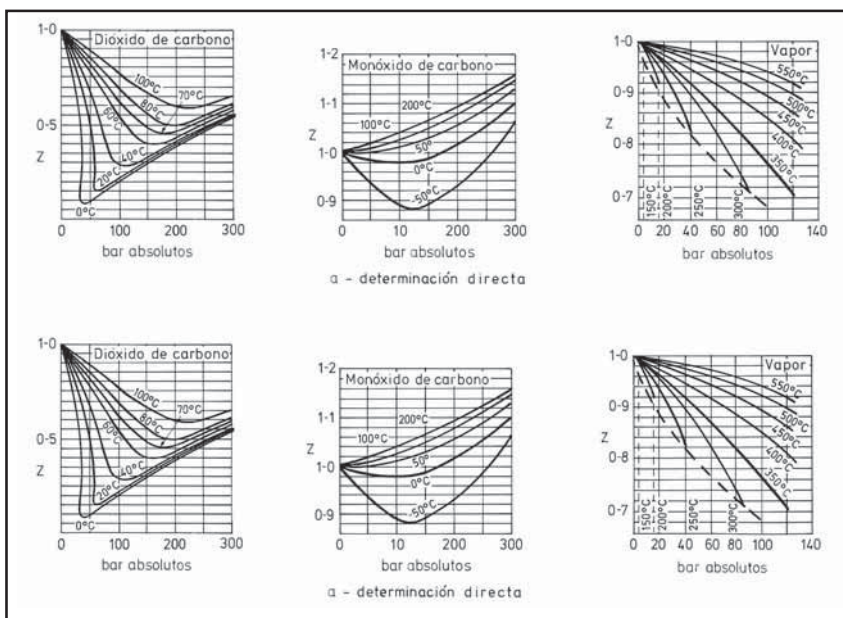 Dióxido de carbono
1-0
0-5
Z
100°C
70°C
80°C
60°C
40°C
20°C
0°C
0 100 200 300
bar absolutos
Monóxido de carbono
1-2
1-1
Z
1-0
0-9
200°C
100°C
50°
0°C
-50°C
0 10 200 300
bar absolutos
Vapor
1-0
0-9
Z
0-8
0-7
550°C
500°C
450°C
400°C
350°C
150°C
200°C
250°C
300°C
0 20 40 60 80 100 120 140
bar absolutos
α - determinación directa
Dióxido de carbono
1-0
0-5
Z
100°C
70°C
80°C
60°C
40°C
20°C
0°C
0 100 200 300
bar absolutos
Monóxido de carbono
1-2
1-1
Z
1-0
0-9
200°C
100°C
50°
0°C
-50°C
0 10 200 300
bar absolutos
Vapor
1-0
0-9
Z
0-8
0-7
550°C
500°C
450°C
400°C
350°C
150°C
200°C
250°C
300°C
0 20 40 60 80 100 120 140
bar absolutos
α - determinación directa